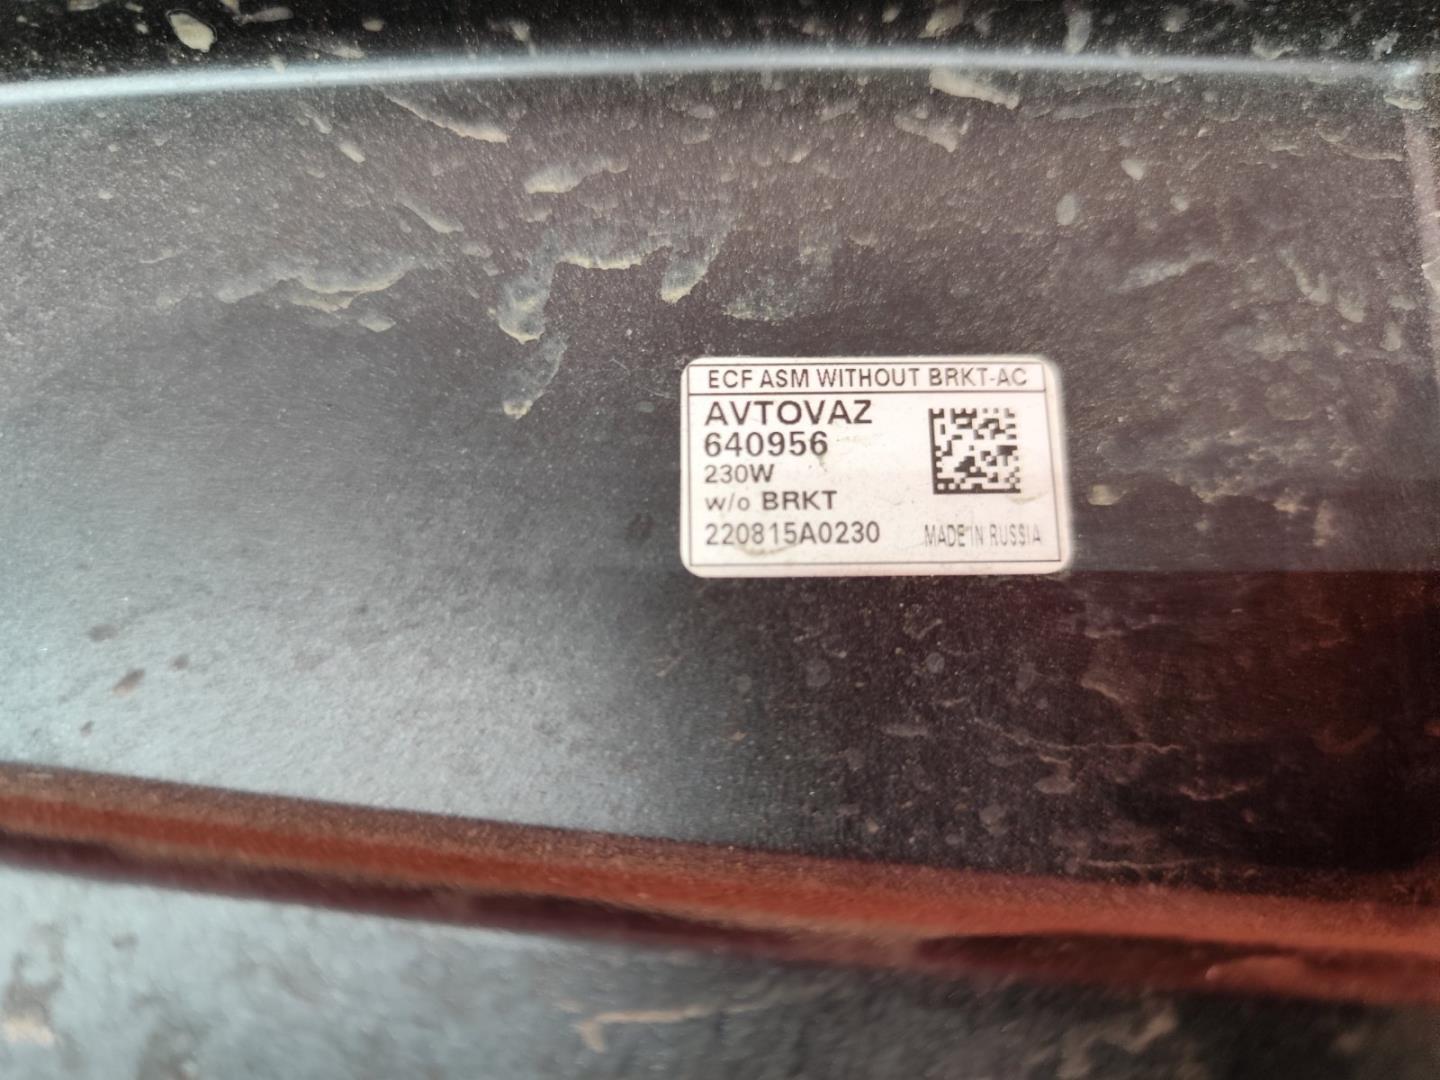 ECF ASM WITHOUT BRKT-AC
AVTOVAZ
640956
230W
w/o BRKT
220815A0230 MADE IN RUSSIA